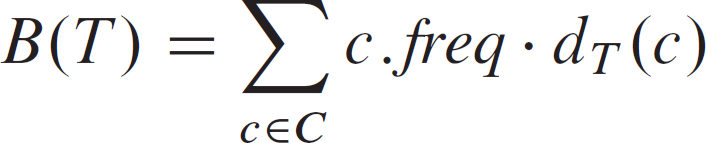 B(T) = ∑ c.freq · d_T(c)
c∈C